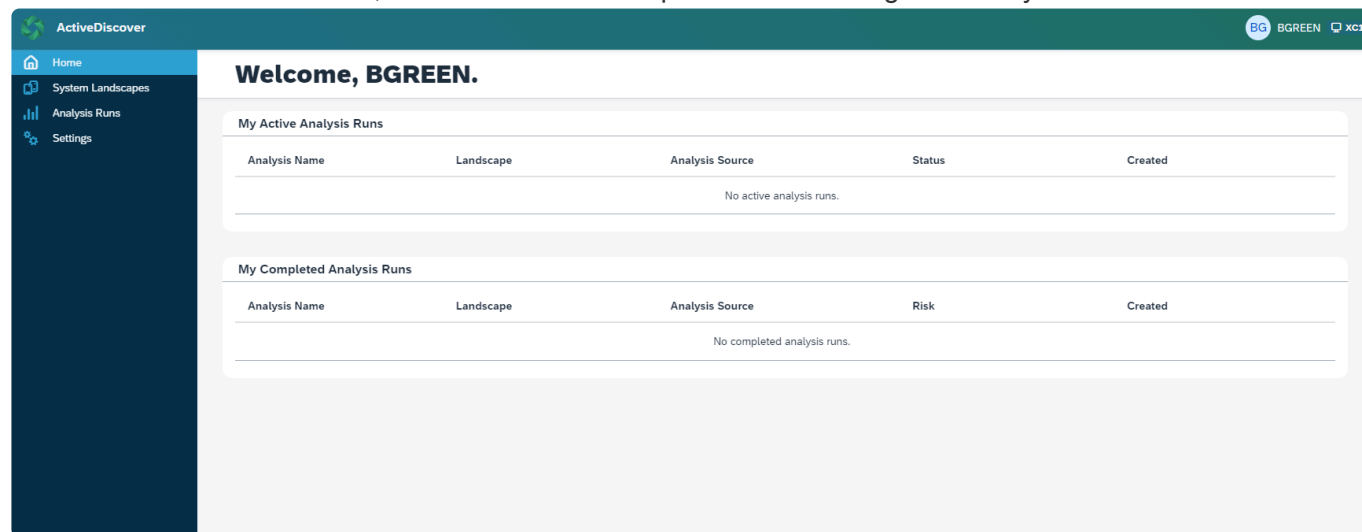 ActiveDiscover BG BGREEN XC1
Home
System Landscapes
Analysis Runs
Settings
Welcome, BGREEN.
My Active Analysis Runs
Analysis Name Landscape Analysis Source Status Created
No active analysis runs.
My Completed Analysis Runs
Analysis Name Landscape Analysis Source Risk Created
No completed analysis runs.